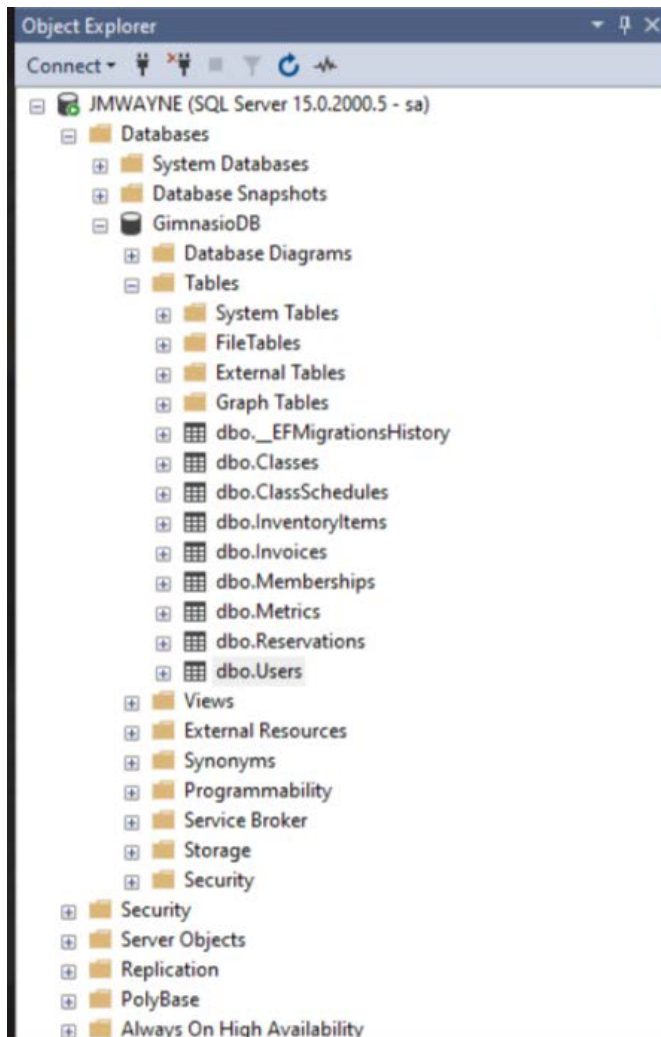 Object Explorer
Connect
JMWAYNE (SQL Server 15.0.2000.5 - sa)
Databases
System Databases
Database Snapshots
GimnasioDB
Database Diagrams
Tables
System Tables
FileTables
External Tables
Graph Tables
dbo.__EFMigrationsHistory
dbo.Classes
dbo.ClassSchedules
dbo.InventoryItems
dbo.Invoices
dbo.Memberships
dbo.Metrics
dbo.Reservations
dbo.Users
Views
External Resources
Synonyms
Programmability
Service Broker
Storage
Security
Security
Server Objects
Replication
PolyBase
Always On High Availability